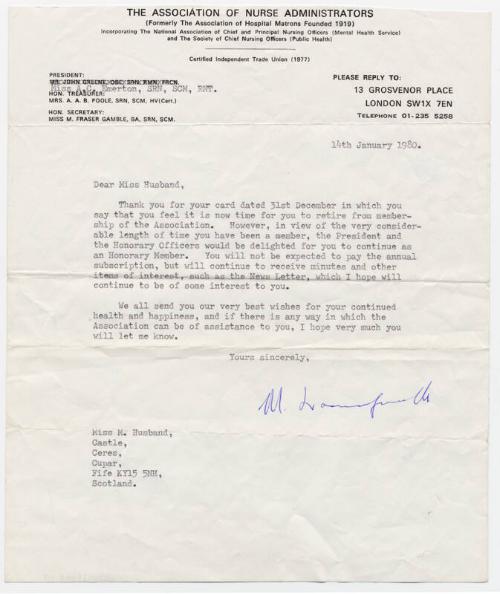 THE ASSOCIATION OF NURSE ADMINISTRATORS
(Formerly The Association of Hospital Matrons Founded 1919)
Incorporating The National Association of Chief and Principal Nursing Officers (Mental Health Service)
and The Society of Chief Nursing Officers (Public Health)
Certified Independent Trade Union (1977)
PRESIDENT:
MR. JOHN GREENE, OBE, SRN, RMN, FRCN.
Miss A.C. Emerton, SRN, SCM, RNT.
HON. TREASURER:
MRS. A. A. B. POOLE, SRN, SCM, HV(Cert.)
HON. SECRETARY:
MISS M. FRASER GAMBLE, BA, SRN, SCM.
PLEASE REPLY TO:
13 GROSVENOR PLACE
LONDON SW1X 7EN
TELEPHONE 01-235 5258
14th January 1980.
Dear Miss Husband,
Thank you for your card dated 31st December in which you
say that you feel it is now time for you to retire from member-
ship of the Association. However, in view of the very consider-
able length of time you have been a member, the President and
the Honorary Officers would be delighted for you to continue as
an Honorary Member. You will not be expected to pay the annual
subscription, but will continue to receive minutes and other
items of interest, such as the News Letter, which I hope will
continue to be of some interest to you.
We all send you our very best wishes for your continued
health and happiness, and if there is any way in which the
Association can be of assistance to you, I hope very much you
will let me know.
Yours sincerely,
M.
Miss M. Husband,
Castle,
Ceres,
Cupar,
Fife KY15 5NH,
Scotland.